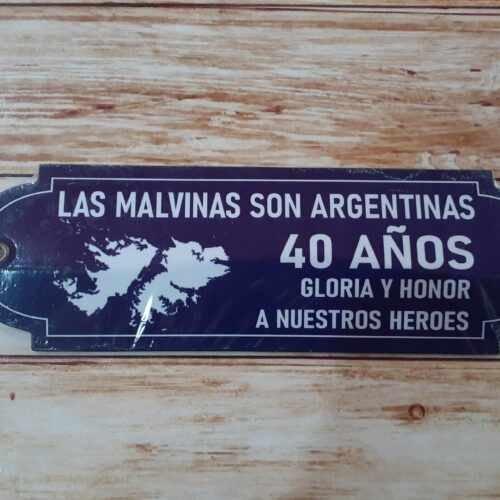 LAS MALVINAS SON ARGENTINAS
40 AÑOS
GLORIA Y HONOR
A NUESTROS HEROES